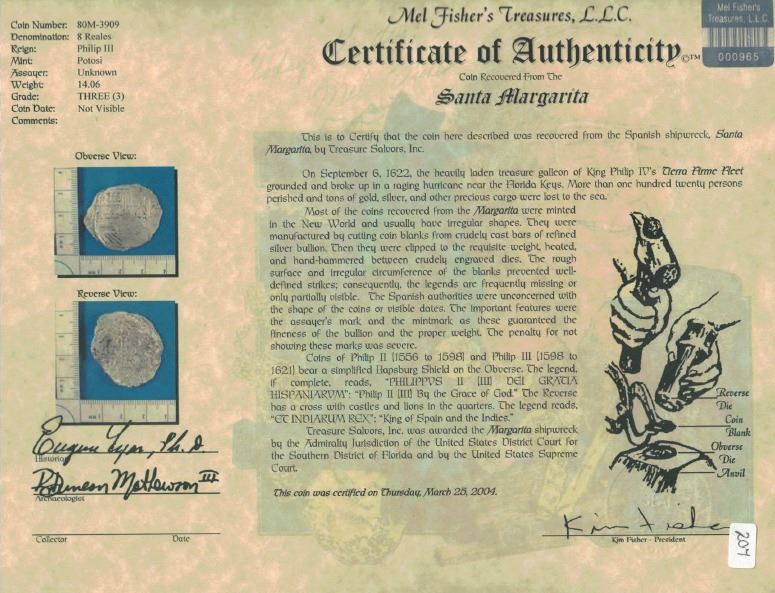 Coin Number: 80M-3909
Denomination: 8 Reales
Reign: Philip III
Mint: Potosi
Assayer: Unknown
Weight: 14.06
Grade: THREE (3)
Coin Date: Not Visible
Comments:
Mel Fisher's Treasures, L.L.C.
Certificate of Authenticity ©™
Coin Recovered From The
Santa Margarita
Mel Fisher's
Treasures, L.L.C.
000965
This is to Certify that the coin here described was recovered from the Spanish shipwreck, Santa
Margarita, by Treasure Salvors, Inc.
On September 6, 1622, the heavily laden treasure galleon of King Philip IV's Tierra Firme Fleet
grounded and broke up in a raging hurricane near the Florida Keys. More than one hundred twenty persons
perished and tons of gold, silver, and other precious cargo were lost to the sea.
Most of the coins recovered from the Margarita were minted
in the New World and usually have irregular shapes. They were
manufactured by cutting coin blanks from crudely cast bars of refined
silver bullion. Then they were clipped to the requisite weight, heated,
and hand-hammered between crudely engraved dies. The rough
surface and irregular circumference of the blanks prevented well-
defined strikes; consequently, the legends are frequently missing or
only partially visible. The Spanish authorities were unconcerned with
the shape of the coins or visible dates. The important features were
the assayer's mark and the mintmark as these guaranteed the
fineness of the bullion and the proper weight. The penalty for not
showing these marks was severe.
Coins of Philip II [1556 to 1598] and Philip III [1598 to
1621] bear a simplified Hapsburg Shield on the Obverse. The legend,
if complete, reads, "PHILIPPVS II [III] DEI GRATIA
HISPANIARVM": "Philip II [III] By the Grace of God." The Reverse
has a cross with castles and lions in the quarters. The legend reads,
"ET INDIARUM REX": "King of Spain and the Indies."
Treasure Salvors, Inc. was awarded the Margarita shipwreck
by the Admiralty Jurisdiction of the United States District Court for
the Southern District of Florida and by the United States Supreme
Court.
This coin was certified on Thursday, March 25, 2004.
Obverse View:
Reverse View:
Reverse
Die
Coin
Blank
Obverse
Die
Anvil
Eugene Lyon, Ph.D.
Historian
R. Duncan Mathewson III
Archaeologist
Collector Date
Kim Fisher
Kim Fisher - President
207